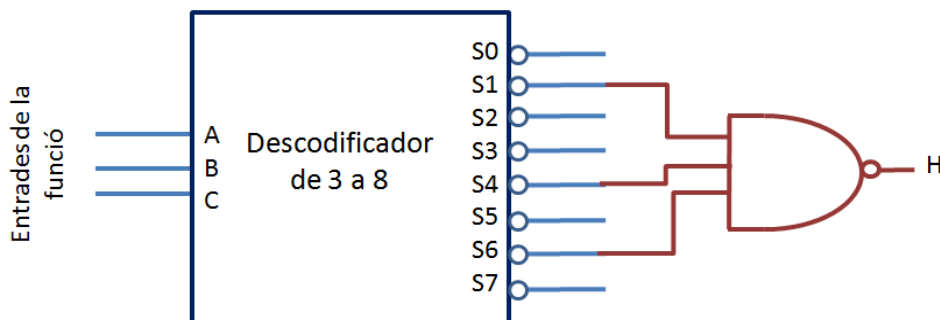 Entrades de la
funció
A
B
C
Descodificador
de 3 a 8
S0
S1
S2
S3
S4
S5
S6
S7
H